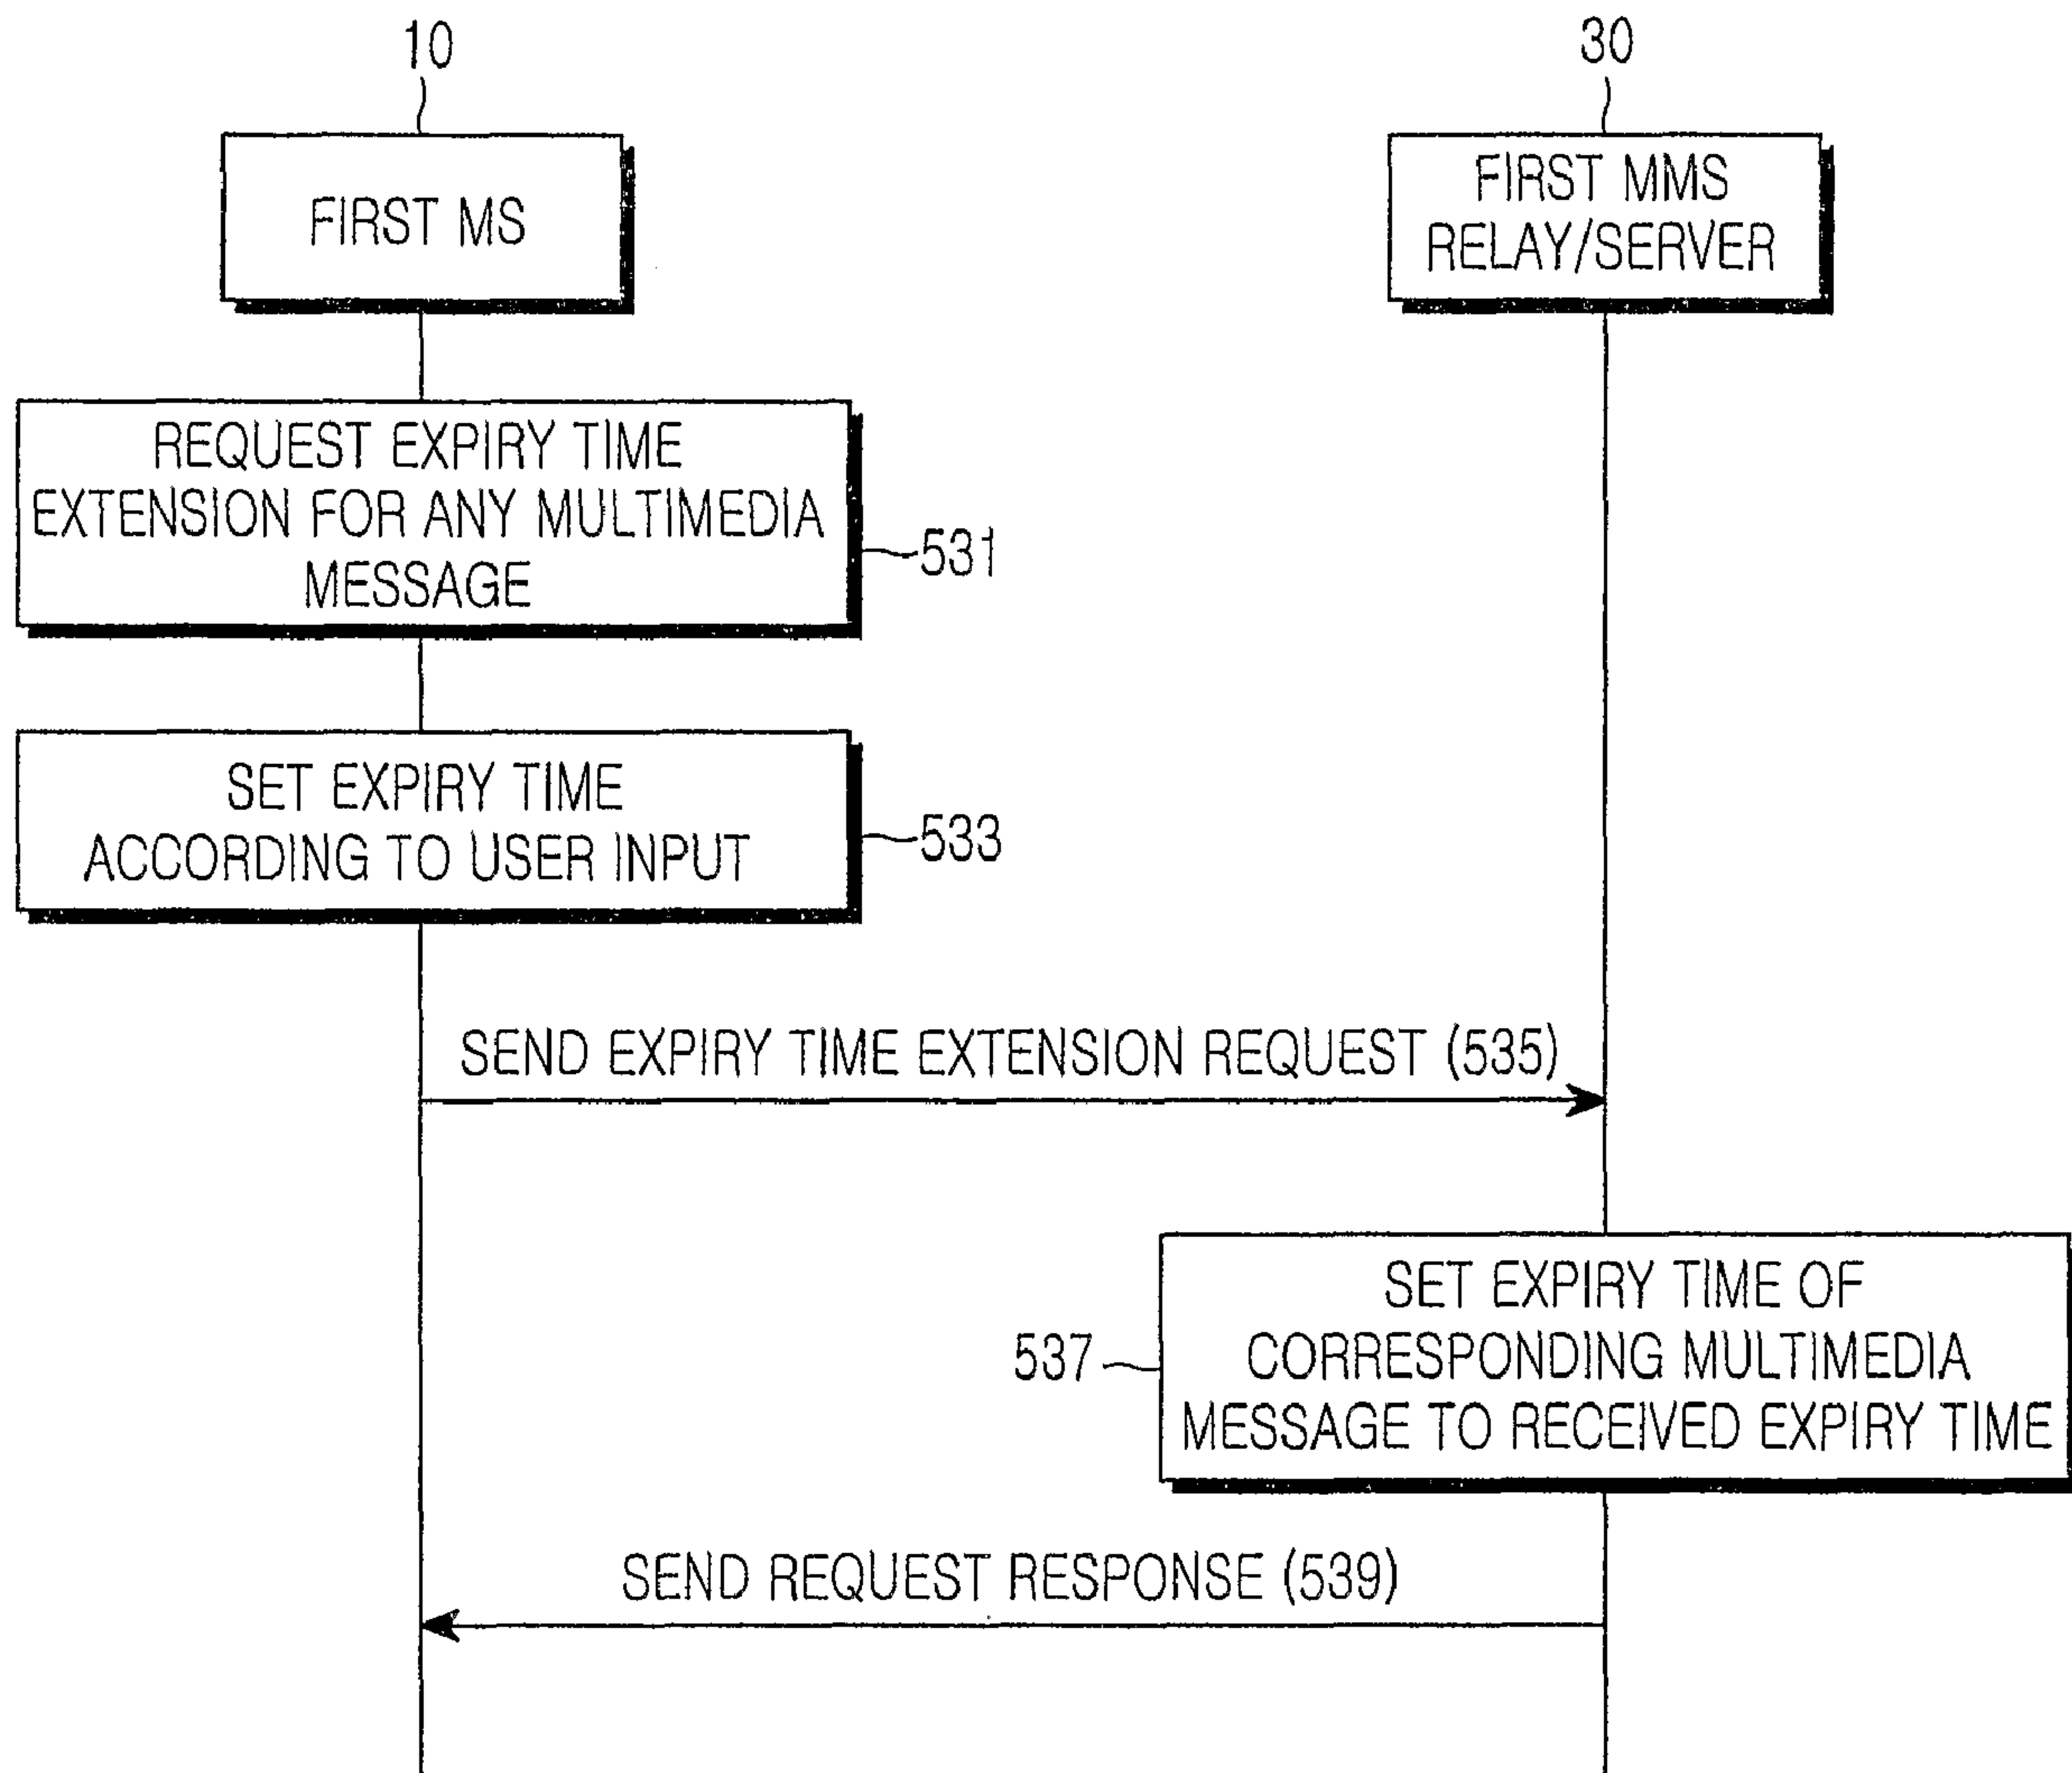 10
30
FIRST MS
FIRST MMS
RELAY/SERVER
REQUEST EXPIRY TIME
EXTENSION FOR ANY MULTIMEDIA
MESSAGE
531
SET EXPIRY TIME
ACCORDING TO USER INPUT
533
SEND EXPIRY TIME EXTENSION REQUEST (535)
SET EXPIRY TIME OF
CORRESPONDING MULTIMEDIA
MESSAGE TO RECEIVED EXPIRY TIME
537
SEND REQUEST RESPONSE (539)